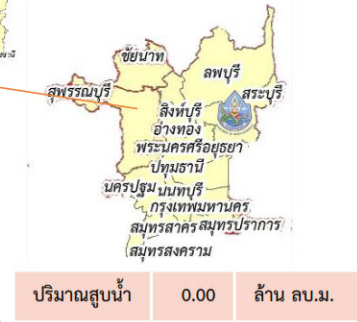 ชัยนาท
ลพบุรี
สุพรรณบุรี
สระบุรี
สิงห์บุรี
อ่างทอง
พระนครศรีอยุธยา
ปทุมธานี
นครปฐม นนทบุรี
กรุงเทพมหานคร
สมุทรสาคร สมุทรปราการ
สมุทรสงคราม
ปริมาณสูบน้ำ 0.00 ล้าน ลบ.ม.